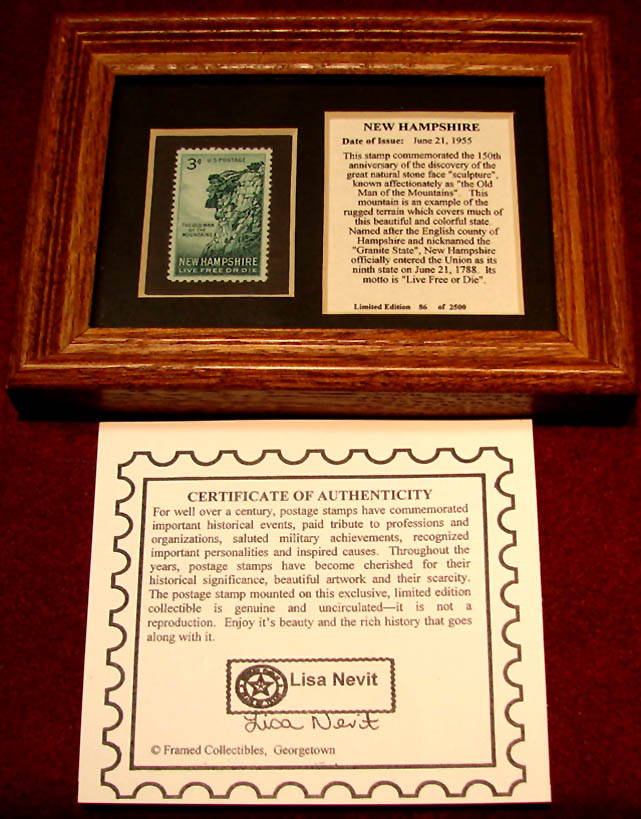 3¢ U.S. POSTAGE
THE OLD MAN
OF THE
MOUNTAINS
NEW HAMPSHIRE
LIVE FREE OR DIE
NEW HAMPSHIRE
Date of Issue: June 21, 1955
This stamp commemorated the 150th
anniversary of the discovery of the
great natural stone face "sculpture",
known affectionately as "the Old
Man of the Mountains". This
mountain is an example of the
rugged terrain which covers much of
this beautiful and colorful state.
Named after the English county of
Hampshire and nicknamed the
"Granite State", New Hampshire
officially entered the Union as its
ninth state on June 21, 1788. Its
motto is "Live Free or Die".
Limited Edition 86 of 2500
CERTIFICATE OF AUTHENTICITY
For well over a century, postage stamps have commemorated
important historical events, paid tribute to professions and
organizations, saluted military achievements, recognized
important personalities and inspired causes. Throughout the
years, postage stamps have become cherished for their
historical significance, beautiful artwork and their scarcity.
The postage stamp mounted on this exclusive, limited edition
collectible is genuine and uncirculated—it is not a
reproduction. Enjoy it's beauty and the rich history that goes
along with it.
Lisa Nevit
Lisa Nevit
© Framed Collectibles, Georgetown